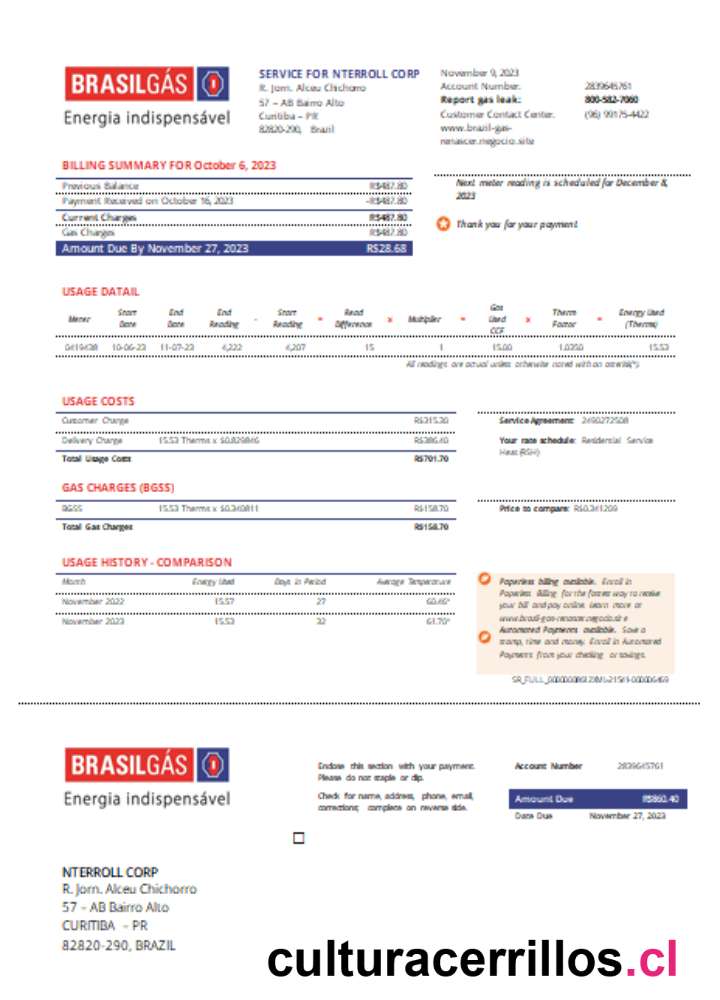 BRASILGÁS
Energia indispensável
SERVICE FOR NTERROLL CORP
R. Jorn. Alceu Chichorro
57 – AB Bairro Alto
Curitiba – PR
82820-290, Brazil
November 9, 2023
Account Number: 2839645761
Report gas leak: 800-582-7060
Customer Contact Center: (96) 99175-4422
www.brazil-gas-
renascer.negocio.site
BILLING SUMMARY FOR October 6, 2023
Previous Balance R$487.80
Payment Received on October 16, 2023 -R$487.80
Current Charges R$487.80
Gas Charges R$487.80
Amount Due By November 27, 2023 R$28.68
Next meter reading is scheduled for December 8,
2023
Thank you for your payment
USAGE DATAIL
Meter Start Date End Date End Reading - Start Reading = Read Difference x Multiplier = Gas Used CCF x Therm Factor = Energy Used (Therms)
0419438 10-06-23 11-07-23 4,222 4,207 15 1 15.00 1.0350 15.53
All readings are actual unless otherwise noted with an asterisk(*).
USAGE COSTS
Customer Charge R$315.30
Delivery Charge 15.53 Therms x $0.829846 R$386.40
Total Usage Costs R$701.70
Service Agreement: 2490272508
Your rate schedule: Residential Service
Heat (RSH)
GAS CHARGES (BGSS)
BGSS 15.53 Therms x $0.340811 R$158.70
Total Gas Charges R$158.70
Price to compare: R$0.341209
USAGE HISTORY - COMPARISON
Month Energy Used Days in Period Average Temperature
November 2022 15.57 27 60.46°
November 2023 15.53 32 61.70°
Paperless billing available. Enroll in
Paperless Billing for the fastest way to receive
your bill and pay online. Learn more at
Automated Payments available. Save a
stamp, time and money. Enroll in Automated
Payments from your checking or savings.
BRASILGÁS
Energia indispensável
Endose this section with your payment.
Please do not staple or clip.
Check for name, address, phone, email,
corrections; complete on reverse side.
Account Number 2839645761
Amount Due R$860.40
Date Due November 27, 2023
NTERROLL CORP
R. Jorn. Alceu Chichorro
57 – AB Bairro Alto
CURITIBA – PR
82820-290, BRAZIL
culturacerrillos.cl